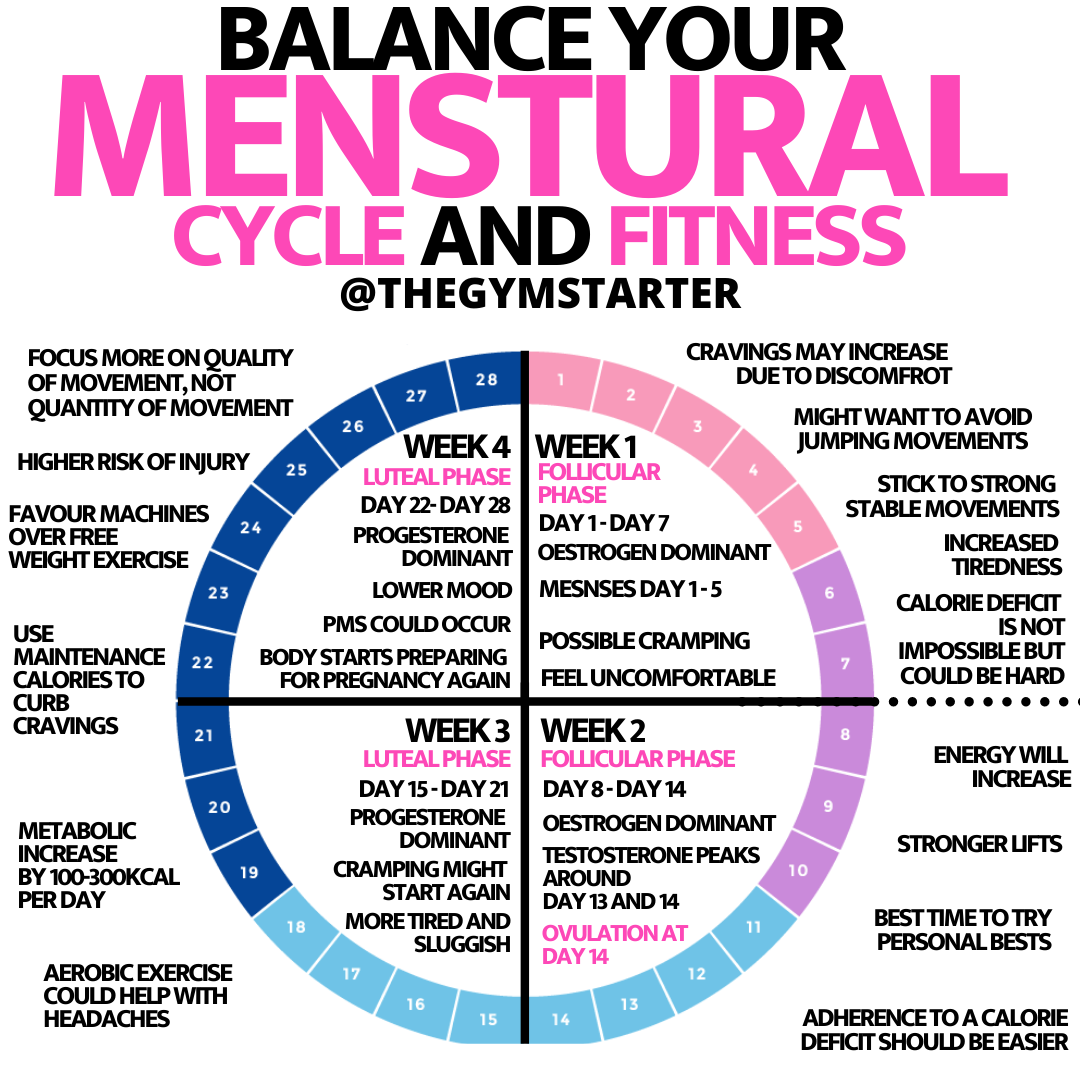 BALANCE YOUR
MENSTURAL
CYCLE AND FITNESS
@THEGYMSTARTER
FOCUS MORE ON QUALITY
OF MOVEMENT, NOT
QUANTITY OF MOVEMENT
HIGHER RISK OF INJURY
FAVOUR MACHINES
OVER FREE
WEIGHT EXERCISE
USE
MAINTENANCE
CALORIES TO
CURB
CRAVINGS
METABOLIC
INCREASE
BY 100-300KCAL
PER DAY
AEROBIC EXERCISE
COULD HELP WITH
HEADACHES
WEEK 4
LUTEAL PHASE
DAY 22- DAY 28
PROGESTERONE
DOMINANT
LOWER MOOD
PMS COULD OCCUR
BODY STARTS PREPARING
FOR PREGNANCY AGAIN
WEEK 1
FOLLICULAR
PHASE
DAY 1 - DAY 7
OESTROGEN DOMINANT
MESNSES DAY 1 - 5
POSSIBLE CRAMPING
FEEL UNCOMFORTABLE
WEEK 3
LUTEAL PHASE
DAY 15 - DAY 21
PROGESTERONE
DOMINANT
CRAMPING MIGHT
START AGAIN
MORE TIRED AND
SLUGGISH
WEEK 2
FOLLICULAR PHASE
DAY 8 - DAY 14
OESTROGEN DOMINANT
TESTOSTERONE PEAKS
AROUND
DAY 13 AND 14
OVULATION AT
DAY 14
CRAVINGS MAY INCREASE
DUE TO DISCOMFROT
MIGHT WANT TO AVOID
JUMPING MOVEMENTS
STICK TO STRONG
STABLE MOVEMENTS
INCREASED
TIREDNESS
CALORIE DEFICIT
IS NOT
IMPOSSIBLE BUT
COULD BE HARD
ENERGY WILL
INCREASE
STRONGER LIFTS
BEST TIME TO TRY
PERSONAL BESTS
ADHERENCE TO A CALORIE
DEFICIT SHOULD BE EASIER
1
2
3
4
5
6
7
8
9
10
11
12
13
14
15
16
17
18
19
20
21
22
23
24
25
26
27
28